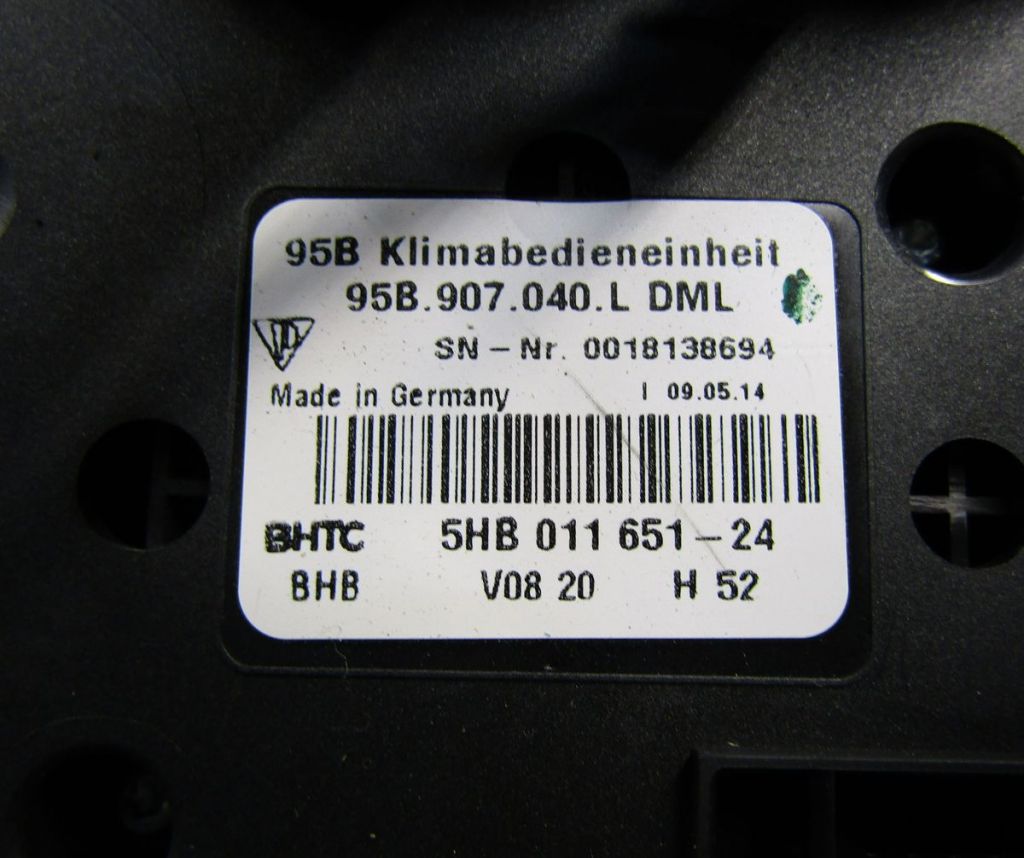 95B Klimabedieneinheit
95B.907.040.L DML
SN-Nr. 0018138694
Made in Germany I 09.05.14
BHTC 5HB 011 651-24
BHB V08 20 H 52